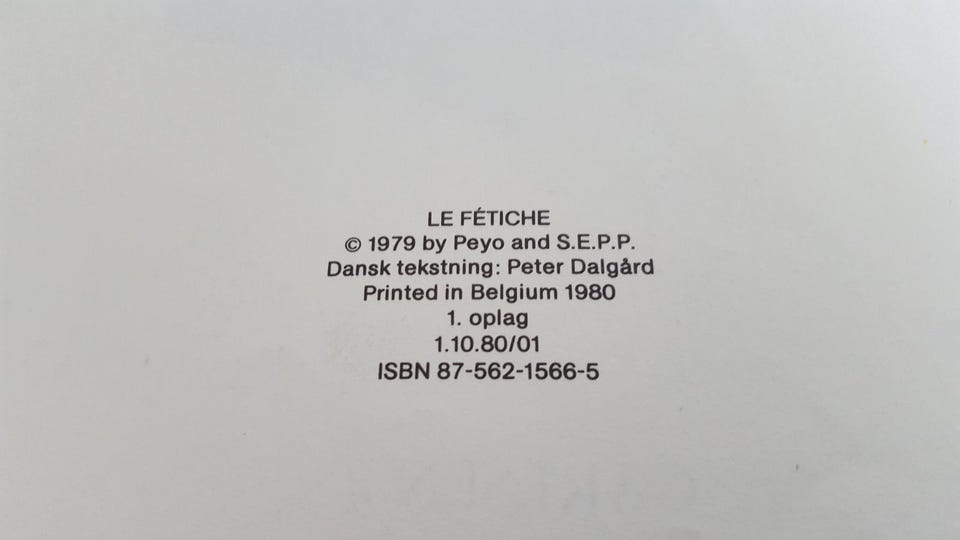 LE FÉTICHE
© 1979 by Peyo and S.E.P.P.
Dansk tekstning: Peter Dalgård
Printed in Belgium 1980
1. oplag
1.10.80/01
ISBN 87-562-1566-5